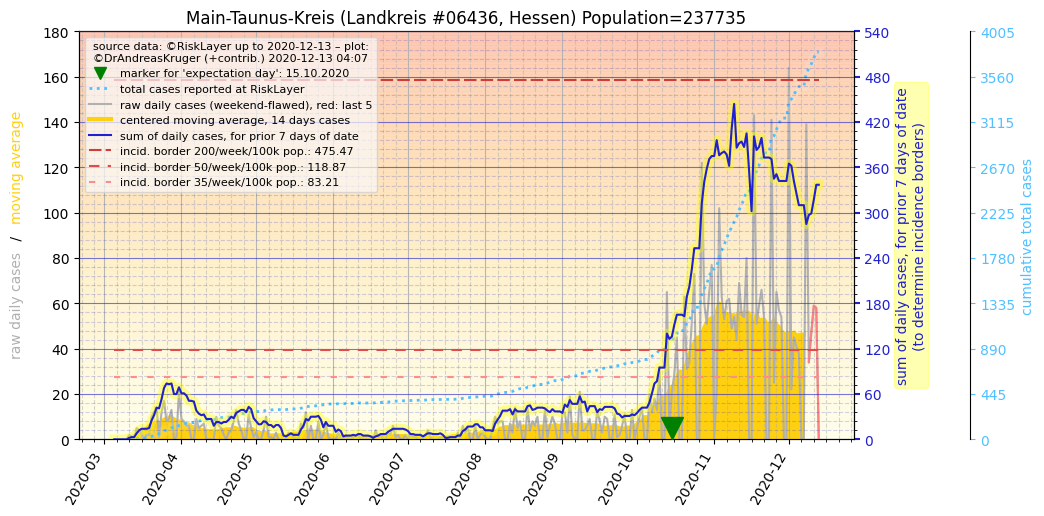 Main-Taunus-Kreis (Landkreis #06436, Hessen) Population=237735
source data: ©RiskLayer up to 2020-12-13 – plot:
©DrAndreasKruger (+contrib.) 2020-12-13 04:07
marker for 'expectation day': 15.10.2020
total cases reported at RiskLayer
raw daily cases (weekend-flawed), red: last 5
centered moving average, 14 days cases
sum of daily cases, for prior 7 days of date
incid. border 200/week/100k pop.: 475.47
incid. border 50/week/100k pop.: 118.87
incid. border 35/week/100k pop.: 83.21
raw daily cases / moving average
180
160
140
120
100
80
60
40
20
0
2020-03
2020-04
2020-05
2020-06
2020-07
2020-08
2020-09
2020-10
2020-11
2020-12
540
480
420
360
300
240
180
120
60
0
sum of daily cases, for prior 7 days of date
(to determine incidence borders)
4005
3560
3115
2670
2225
1780
1335
890
445
0
cumulative total cases